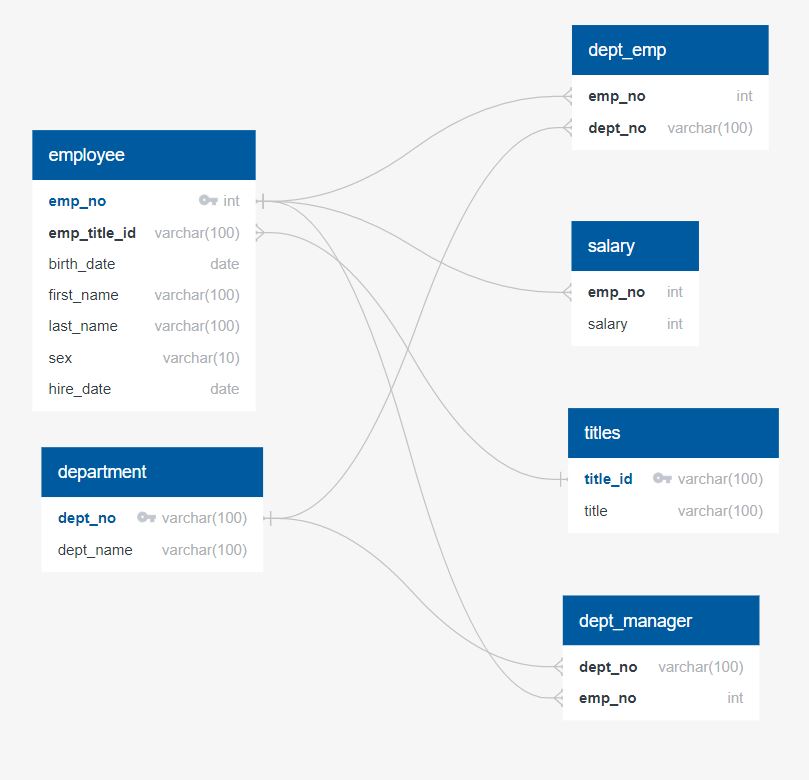 employee
emp_no int
emp_title_id varchar(100)
birth_date date
first_name varchar(100)
last_name varchar(100)
sex varchar(10)
hire_date date
department
dept_no varchar(100)
dept_name varchar(100)
dept_emp
emp_no int
dept_no varchar(100)
salary
emp_no int
salary int
titles
title_id varchar(100)
title varchar(100)
dept_manager
dept_no varchar(100)
emp_no int